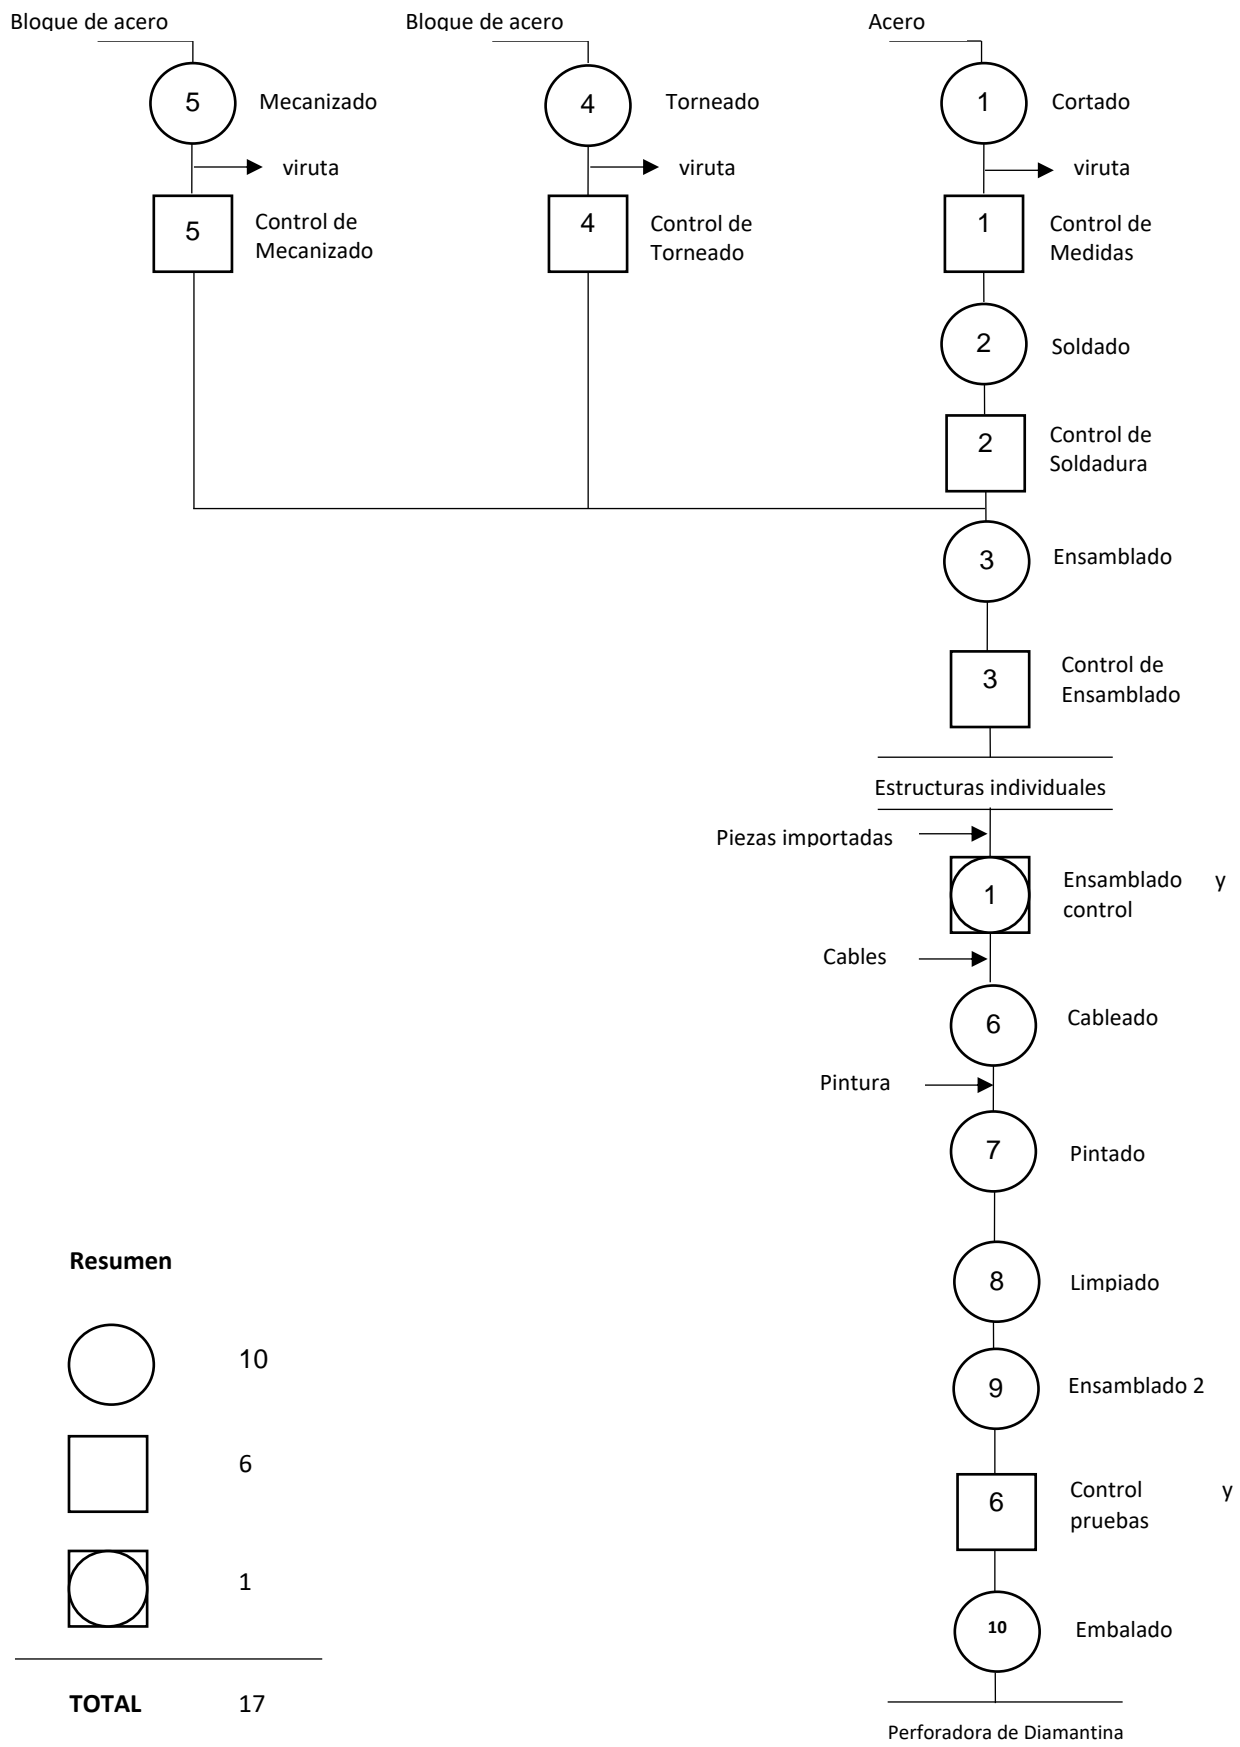 Bloque de acero
Bloque de acero
Acero
5
Mecanizado
4
Torneado
1
Cortado
viruta
viruta
viruta
5
Control de
Mecanizado
4
Control de
Torneado
1
Control de
Medidas
2
Soldado
2
Control de
Soldadura
3
Ensamblado
3
Control de
Ensamblado
Estructuras individuales
Piezas importadas
1
Ensamblado y
control
Cables
6
Cableado
Pintura
7
Pintado
8
Limpiado
9
Ensamblado 2
6
Control y
pruebas
10
Embalado
Perforadora de Diamantina
Resumen
10
6
1
TOTAL 17